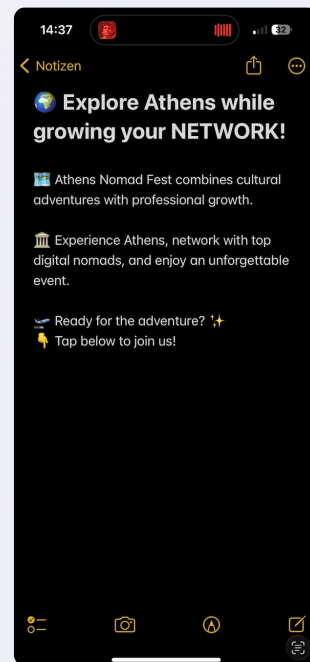 14:37
32
Notizen
🌍 Explore Athens while
growing your NETWORK!
🗺️ Athens Nomad Fest combines cultural
adventures with professional growth.
🏛️ Experience Athens, network with top
digital nomads, and enjoy an unforgettable
event.
🛫 Ready for the adventure? ✨
👇 Tap below to join us!